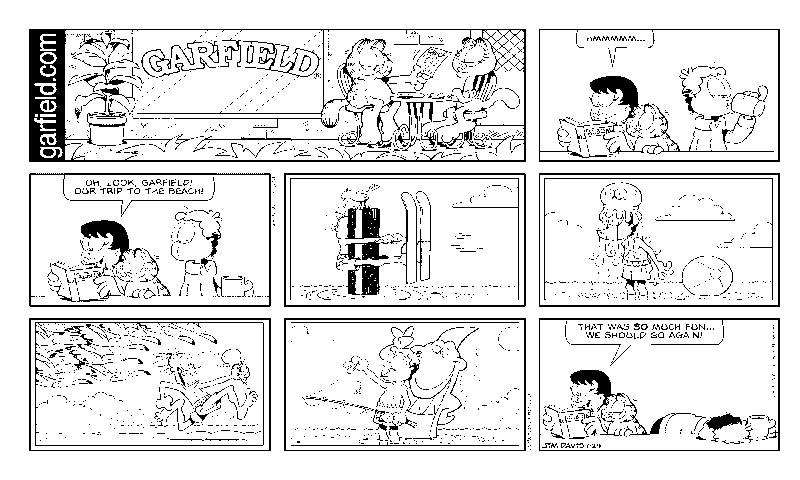 garfield.com
GARFIELD
HMMMMM...
OH, LOOK, GARFIELD!
OUR TRIP TO THE BEACH!
THAT WAS SO MUCH FUN...
WE SHOULD GO AGAIN!
JIM DAVIS